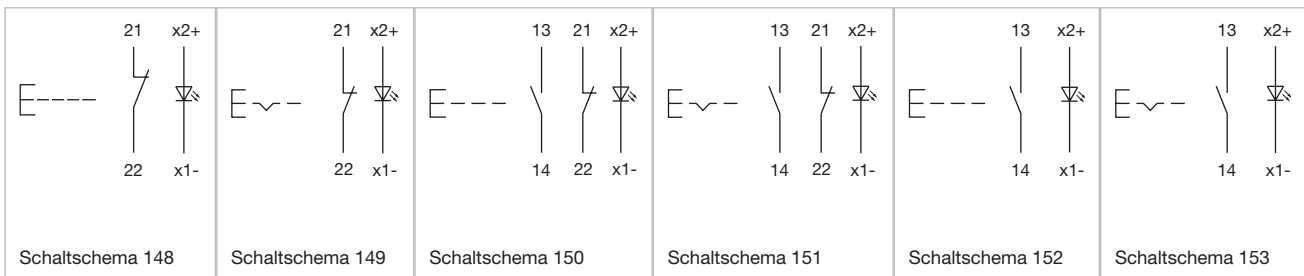 21 x2+ 21 x2+ 13 21 x2+ 13 21 x2+ 13 x2+ 13 x2+
22 x1- 22 x1- 14 22 x1- 14 22 x1- 14 x1- 14 x1-
Schaltschema 148 Schaltschema 149 Schaltschema 150 Schaltschema 151 Schaltschema 152 Schaltschema 153